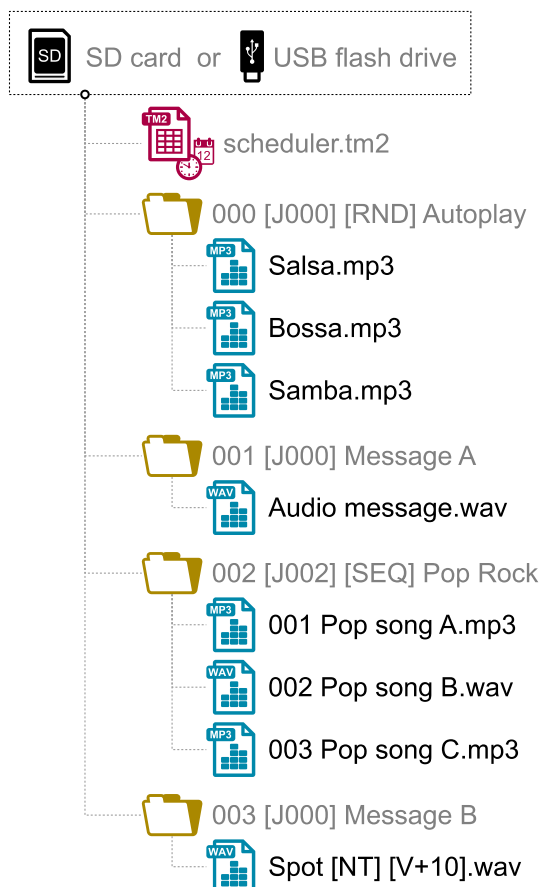 SD SD card or USB flash drive
TM2
12
scheduler.tm2
000 [J000] [RND] Autoplay
MP3
Salsa.mp3
MP3
Bossa.mp3
MP3
Samba.mp3
001 [J000] Message A
WAV
Audio message.wav
002 [J002] [SEQ] Pop Rock
MP3
001 Pop song A.mp3
WAV
002 Pop song B.wav
MP3
003 Pop song C.mp3
003 [J000] Message B
WAV
Spot [NT] [V+10].wav